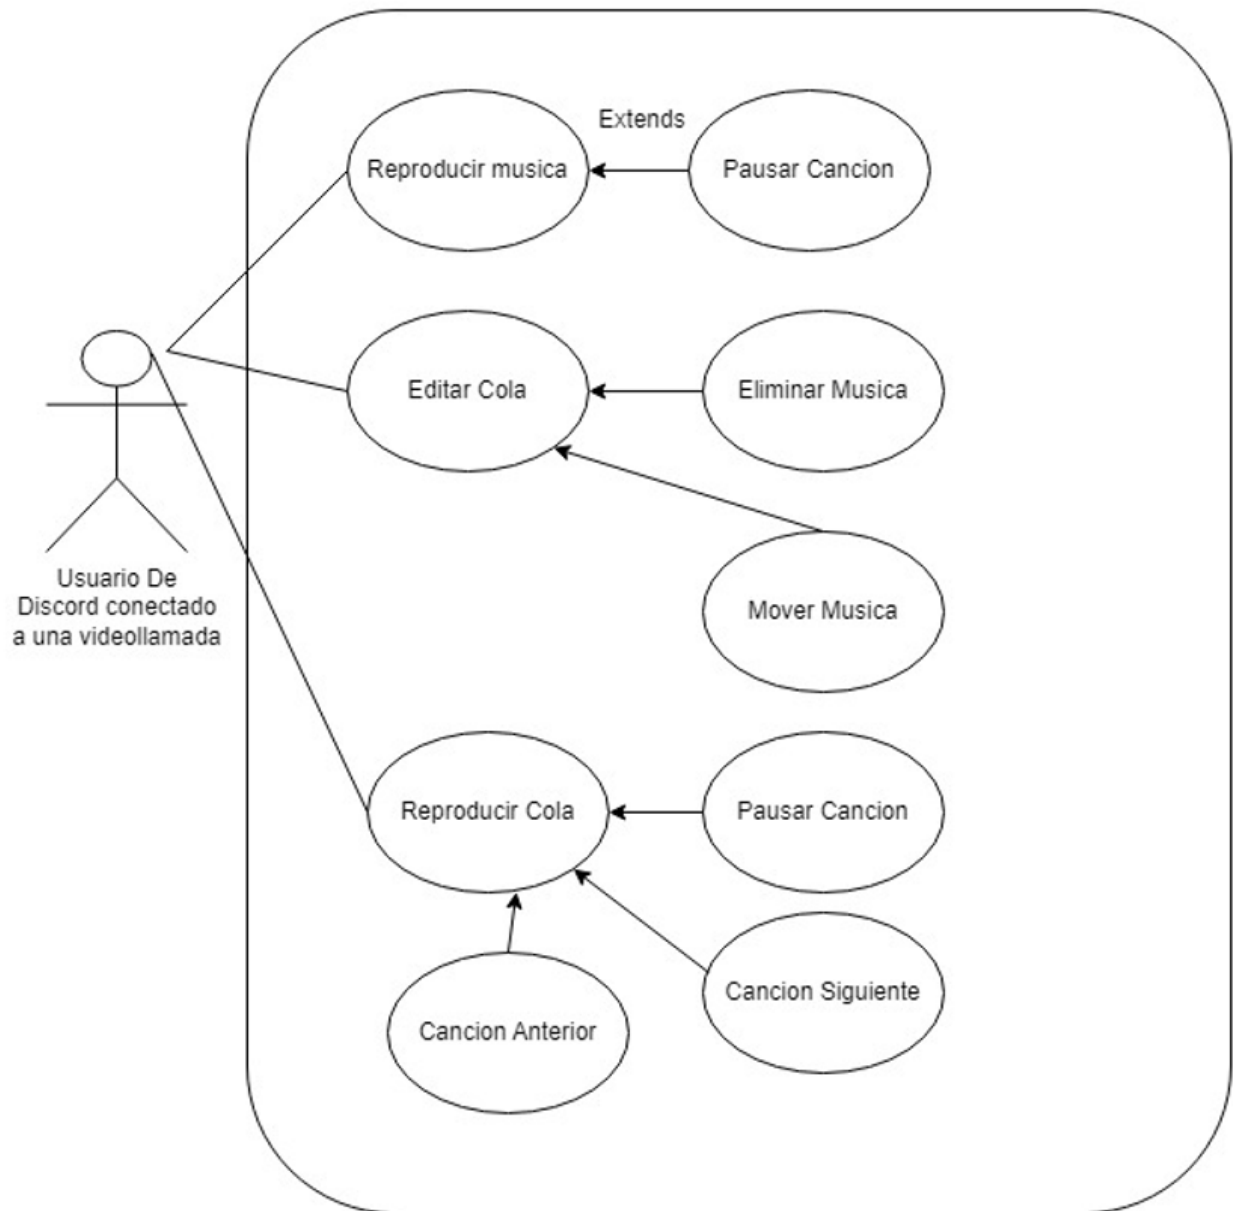 Extends
Reproducir musica
Pausar Cancion
Editar Cola
Eliminar Musica
Usuario De
Discord conectado
a una videollamada
Mover Musica
Reproducir Cola
Pausar Cancion
Cancion Siguiente
Cancion Anterior